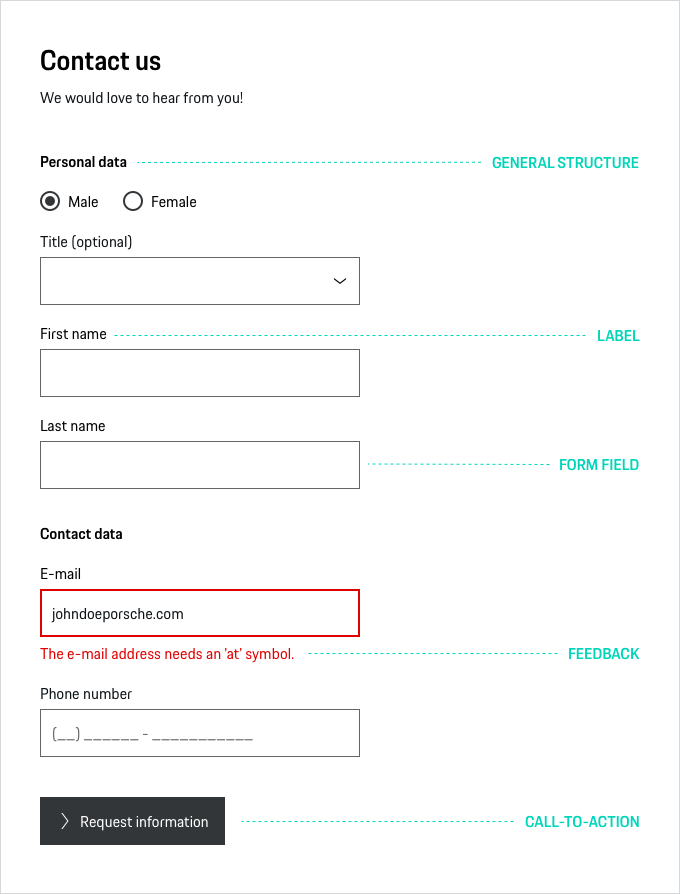 Contact us
We would love to hear from you!
Personal data GENERAL STRUCTURE
Male Female
Title (optional)
First name LABEL
Last name
FORM FIELD
Contact data
E-mail
johndoeporsche.com
The e-mail address needs an 'at' symbol. FEEDBACK
Phone number
(__) ______ - ___________
Request information CALL-TO-ACTION